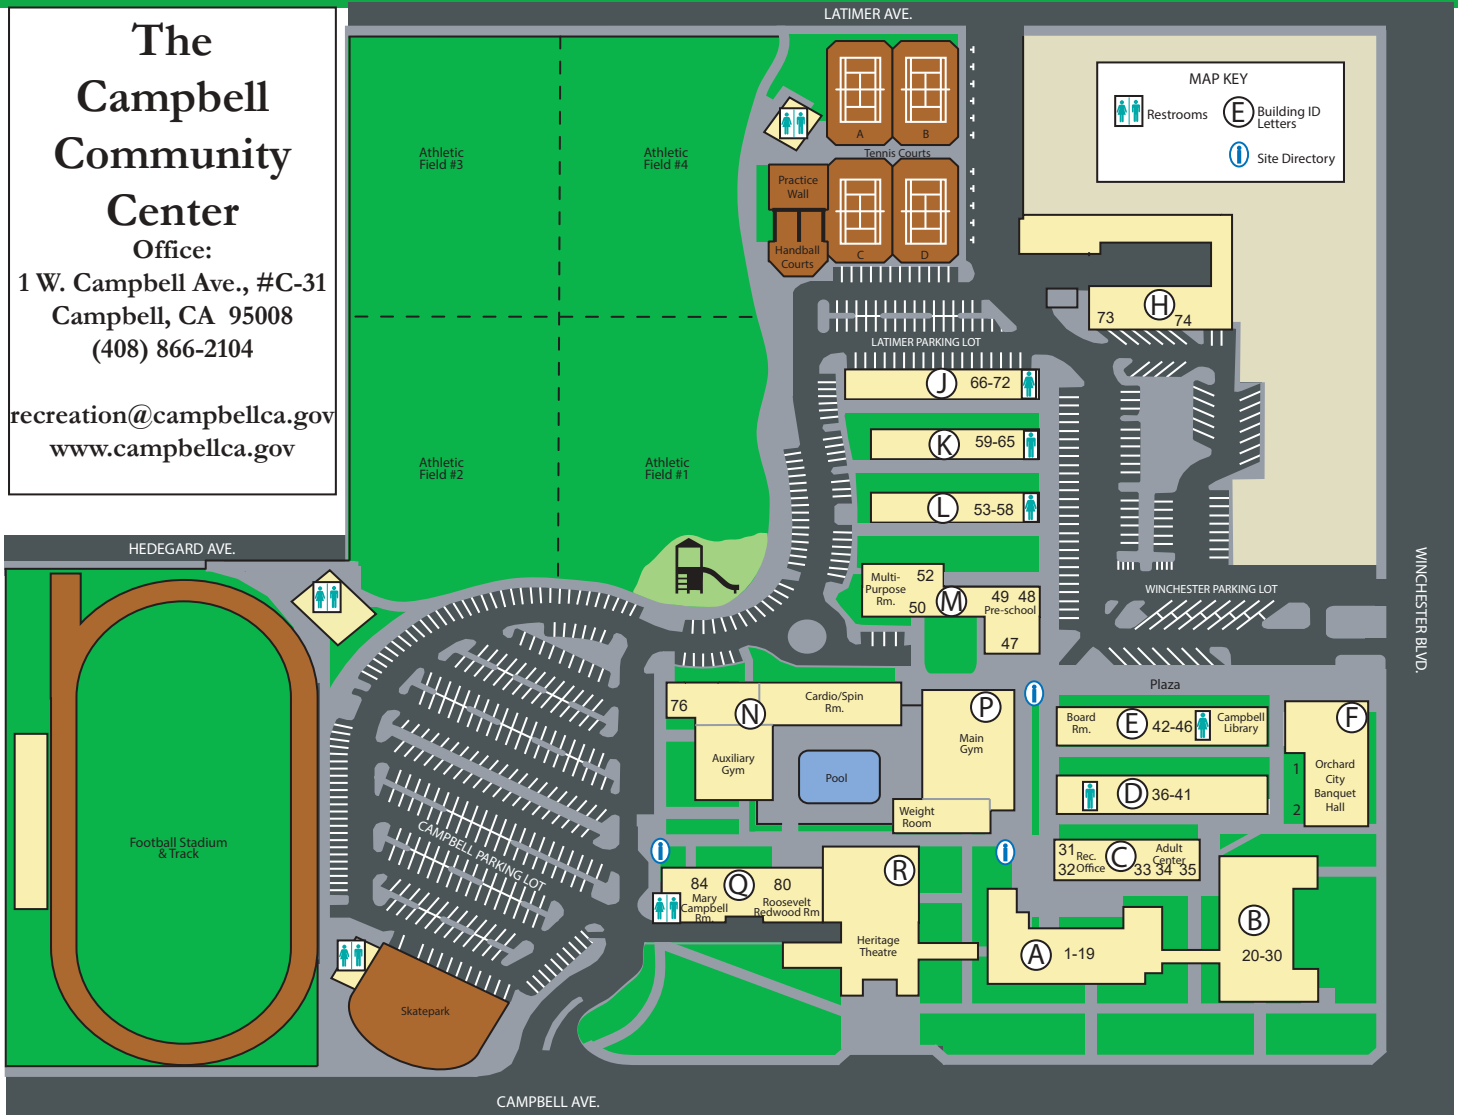 The
Campbell
Community
Center
Office:
1 W. Campbell Ave., #C-31
Campbell, CA 95008
(408) 866-2104
recreation@campbellca.gov
www.campbellca.gov
LATIMER AVE.
MAP KEY
Restrooms
E
Building ID
Letters
Site Directory
Athletic
Field #3
Athletic
Field #4
A
B
Tennis Courts
Practice
Wall
Handball
Courts
C
D
H
73
74
LATIMER PARKING LOT
J
66-72
K
59-65
L
53-58
Athletic
Field #2
Athletic
Field #1
HEDEGARD AVE.
WINCHESTER BLVD.
Multi-
Purpose
Rm.
52
50
M
49 48
Pre-school
47
WINCHESTER PARKING LOT
Plaza
76
N
Cardio/Spin
Rm.
Auxiliary
Gym
Pool
P
Main
Gym
Weight
Room
Board
Rm.
E
42-46
Campbell
Library
F
Orchard
City
Banquet
Hall
1
2
D
36-41
31
Rec.
Office
32
C
Adult
Center
33 34 35
Football Stadium
& Track
CAMPBELL PARKING LOT
84
Q
80
Mary
Campbell
Rm.
Roosevelt
Redwood Rm
R
Heritage
Theatre
A
1-19
B
20-30
Skatepark
CAMPBELL AVE.